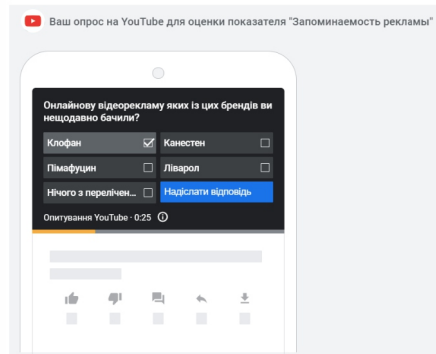 Ваш опрос на YouTube для оценки показателя "Запоминаемость рекламы"
Онлайнову відеорекламу яких із цих брендів ви
нещодавно бачили?
Клофан Канестен
Пімафуцин Ліварол
Нічого з перелічен... Надіслати відповідь
Опитування YouTube · 0:25